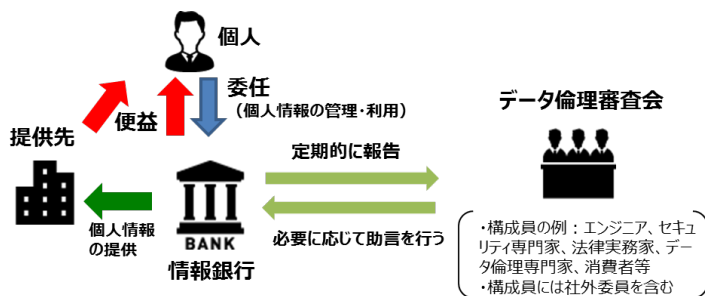 個人
委任
（個人情報の管理・利用）
便益
提供先
個人情報
の提供
BANK
情報銀行
定期的に報告
必要に応じて助言を行う
データ倫理審査会
・構成員の例：エンジニア、セキュ
リティ専門家、法律実務家、デー
タ倫理専門家、消費者等
・構成員には社外委員を含む